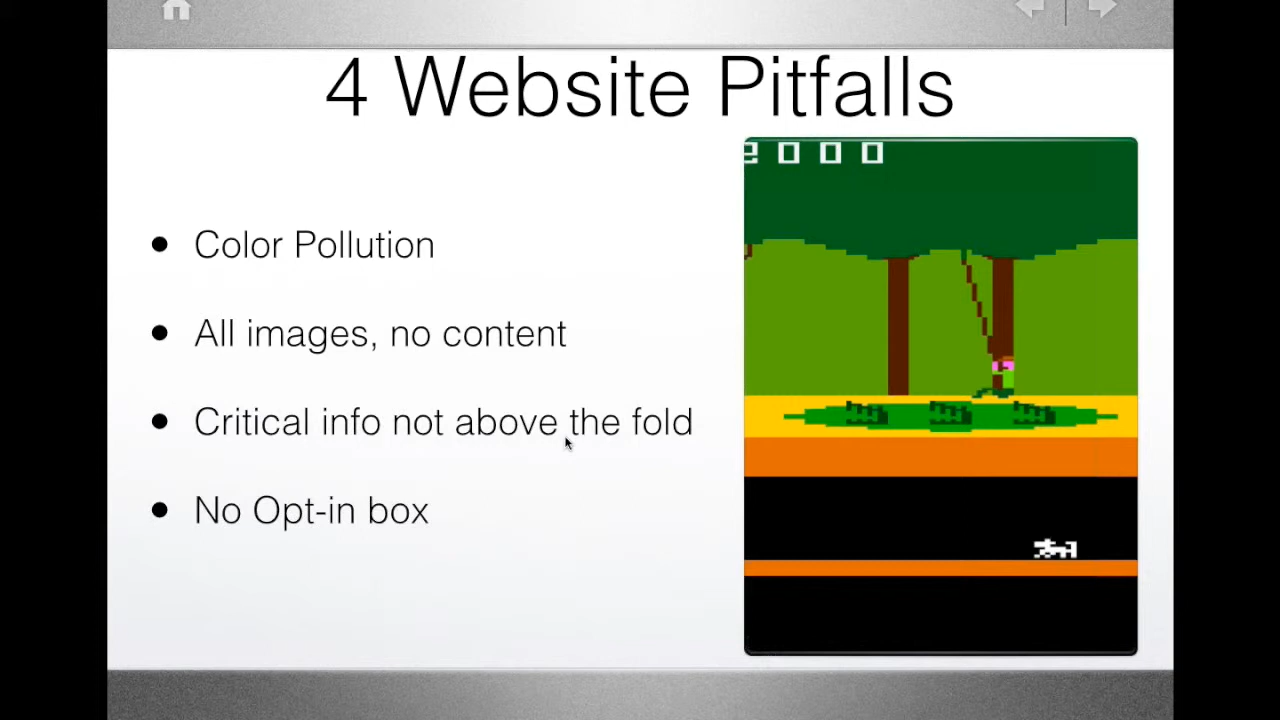 4 Website Pitfalls
2000
• Color Pollution
• All images, no content
• Critical info not above the fold
• No Opt-in box